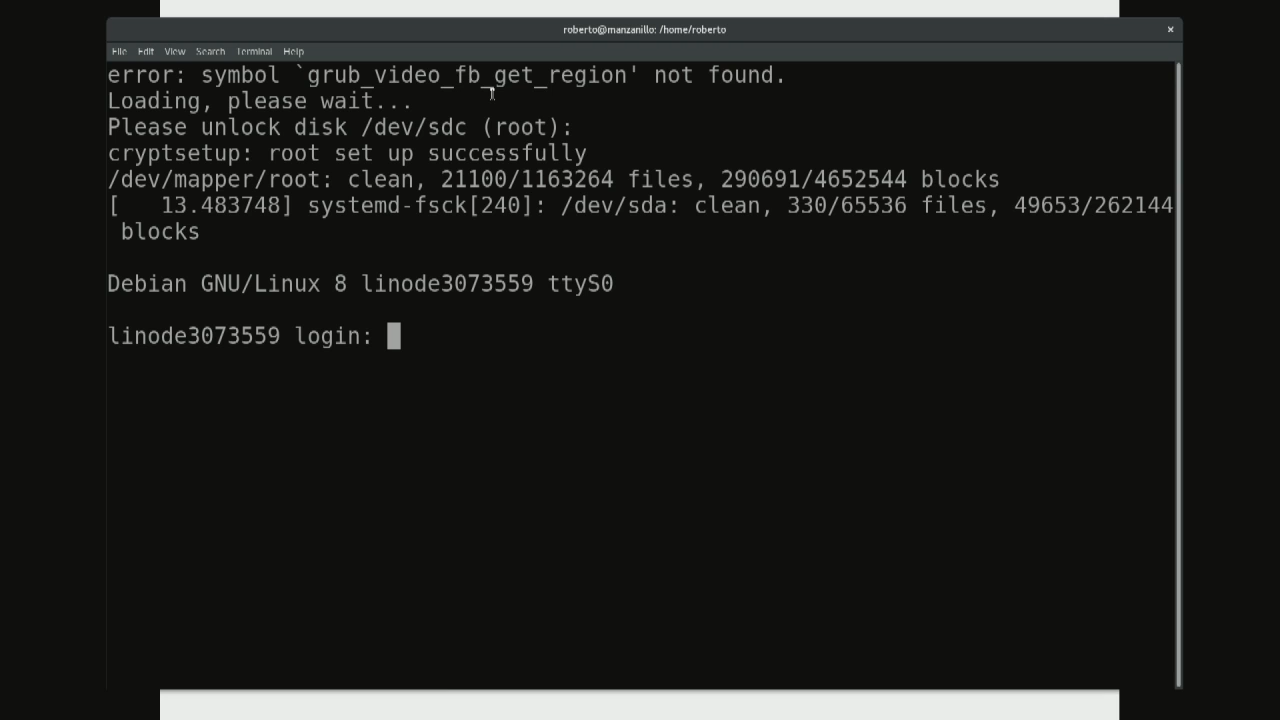 roberto@manzanillo: /home/roberto
×
File Edit View Search Terminal Help
error: symbol `grub_video_fb_get_region' not found.
Loading, please wait...
Please unlock disk /dev/sdc (root):
cryptsetup: root set up successfully
/dev/mapper/root: clean, 21100/1163264 files, 290691/4652544 blocks
[   13.483748] systemd-fsck[240]: /dev/sda: clean, 330/65536 files, 49653/262144
 blocks
Debian GNU/Linux 8 linode3073559 ttyS0
linode3073559 login: